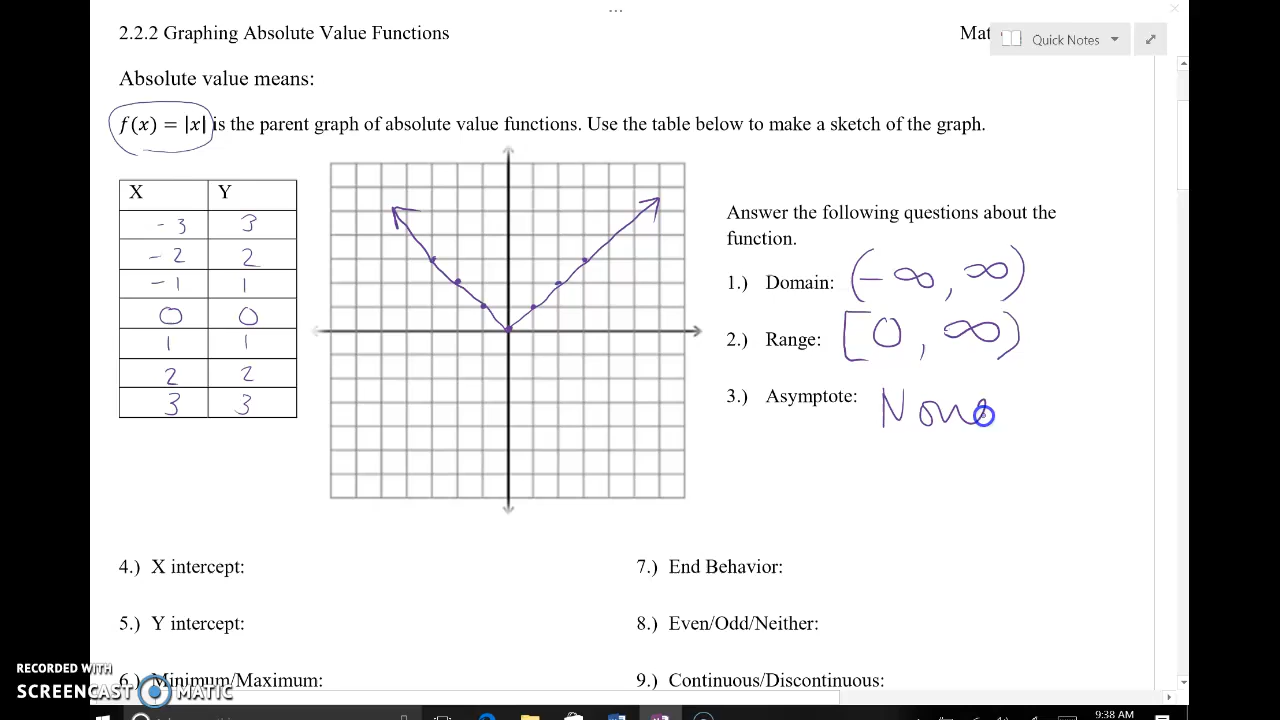 ...
2.2.2 Graphing Absolute Value Functions Mat
Quick Notes
Absolute value means:
f(x) = |x| is the parent graph of absolute value functions. Use the table below to make a sketch of the graph.
X Y
-3 3
-2 2
-1 1
0 0
1 1
2 2
3 3
Answer the following questions about the
function.
1.) Domain: (-∞, ∞)
2.) Range: [0, ∞)
3.) Asymptote: None
4.) X intercept:
5.) Y intercept:
6.) Minimum/Maximum:
7.) End Behavior:
8.) Even/Odd/Neither:
9.) Continuous/Discontinuous:
RECORDED WITH
SCREENCAST MATIC
9:38 AM